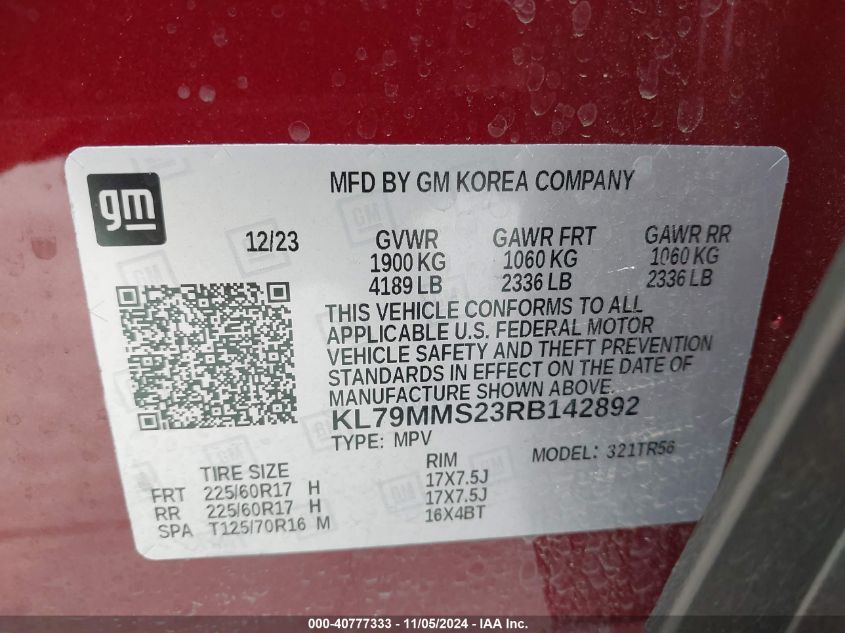 gm
MFD BY GM KOREA COMPANY
12/23 GVWR GAWR FRT GAWR RR
1900 KG 1060 KG 1060 KG
4189 LB 2336 LB 2336 LB
THIS VEHICLE CONFORMS TO ALL
APPLICABLE U.S. FEDERAL MOTOR
VEHICLE SAFETY AND THEFT PREVENTION
STANDARDS IN EFFECT ON THE DATE OF
MANUFACTURE SHOWN ABOVE.
KL79MMS23RB142892
TYPE: MPV MODEL: 321TR56
TIRE SIZE RIM
FRT 225/60R17 H 17X7.5J
RR 225/60R17 H 17X7.5J
SPA T125/70R16 M 16X4BT
000-40777333 - 11/05/2024 - IAA Inc.